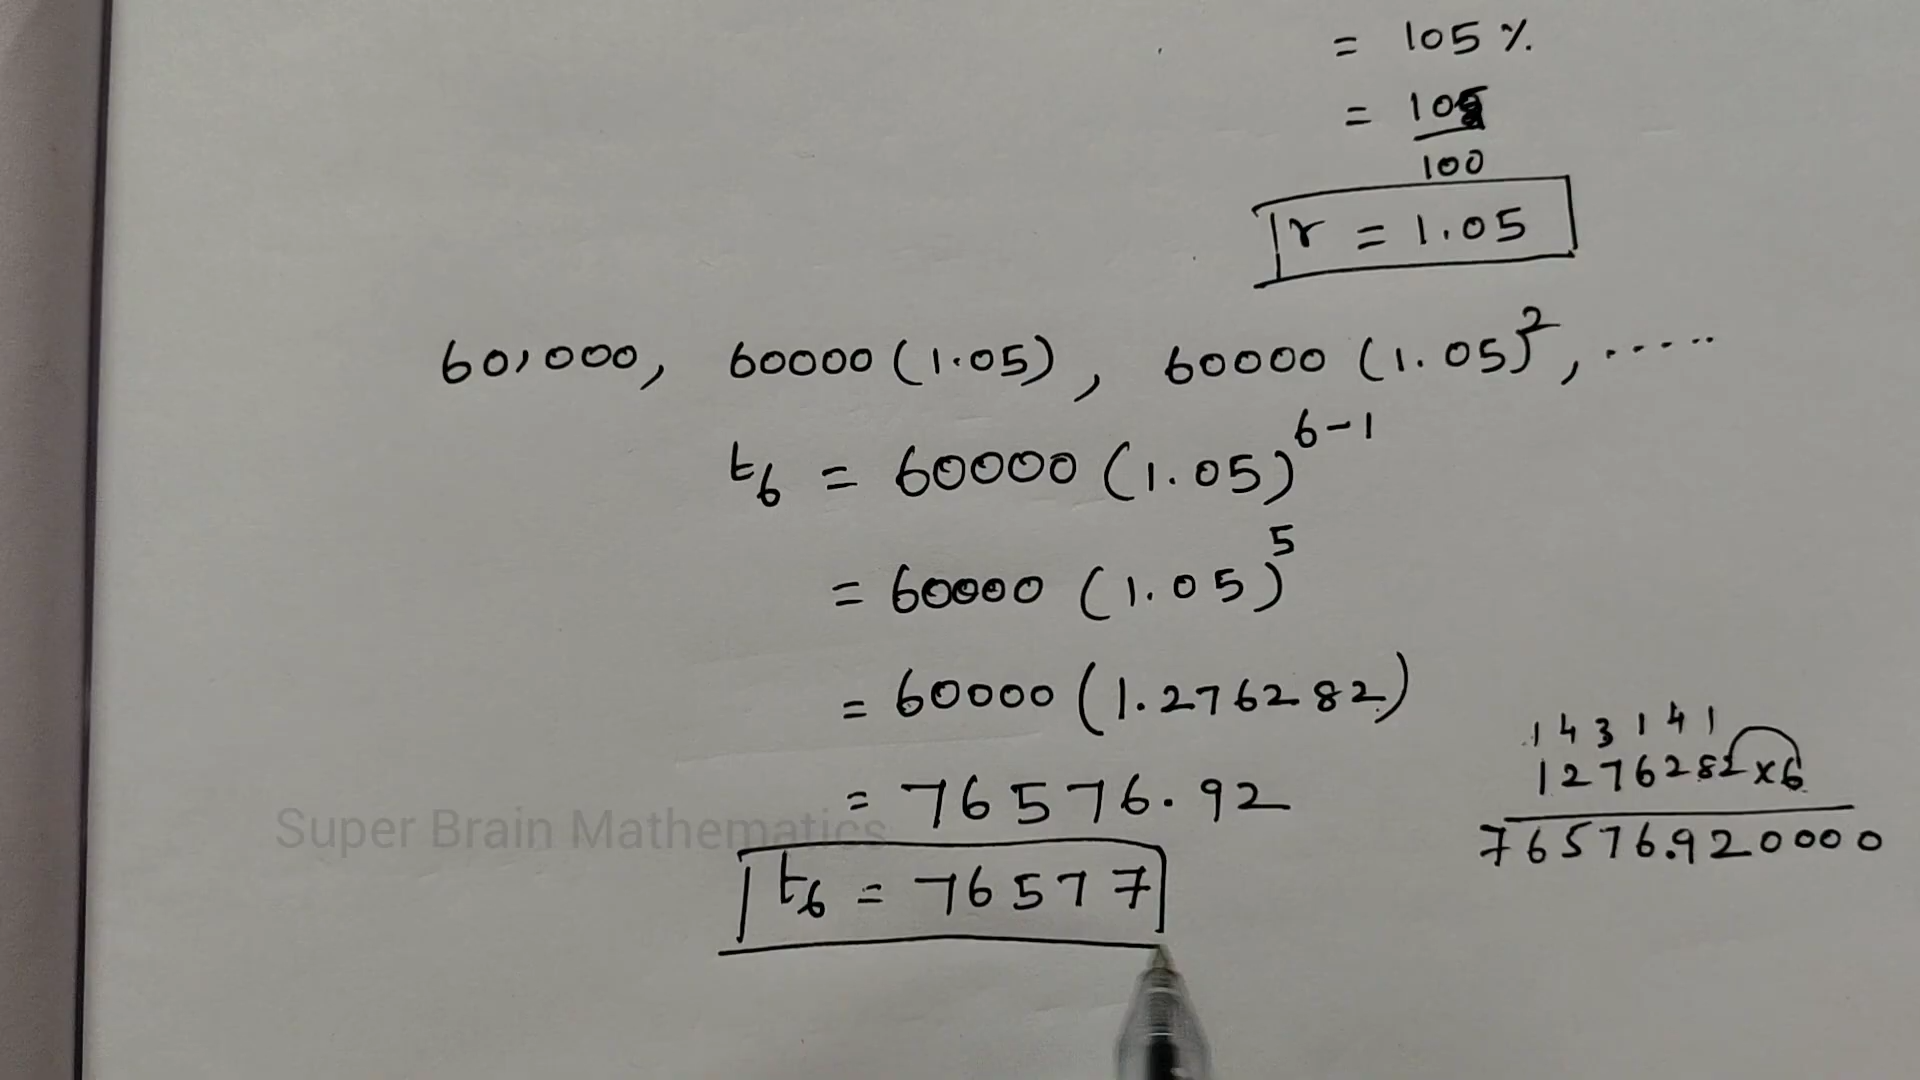 = 105 %
= 105
100
r = 1.05
60,000, 60000 (1.05), 60000 (1.05)², .....
t₆ = 60000 (1.05)⁶⁻¹
= 60000 (1.05)⁵
= 60000 (1.276282)
= 76576.92
t₆ = 76577
143141
1276282 x 6
76576.920000
Super Brain Mathematics